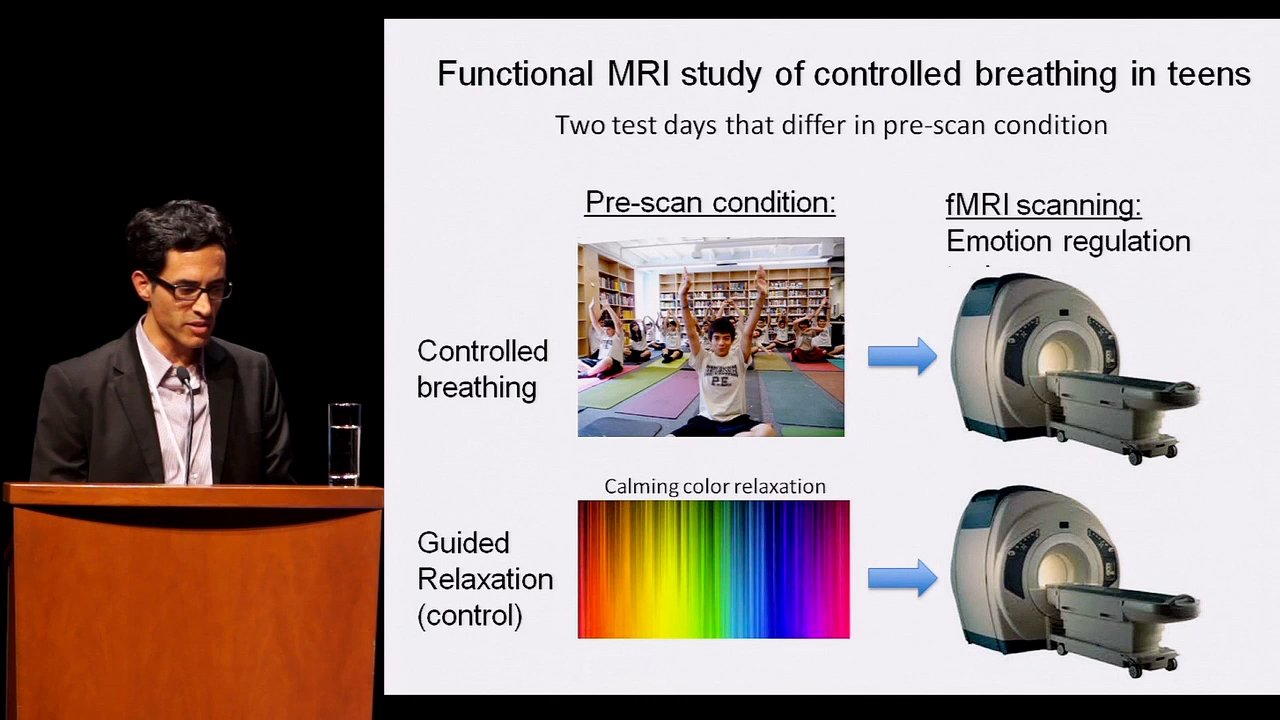 Functional MRI study of controlled breathing in teens
Two test days that differ in pre-scan condition
Pre-scan condition:
fMRI scanning:
Emotion regulation
Controlled
breathing
P.E.
Calming color relaxation
Guided
Relaxation
(control)